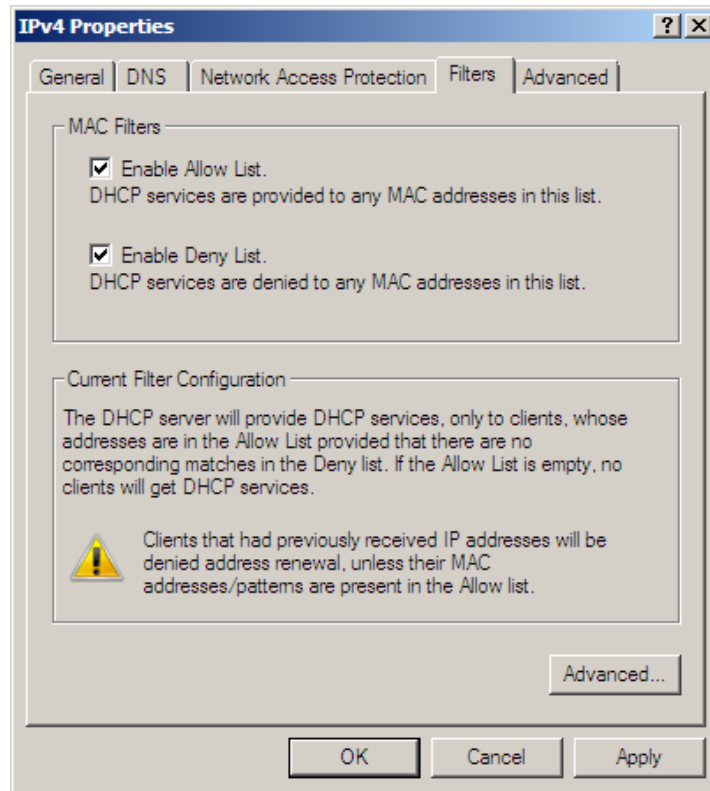 IPv4 Properties
General
DNS
Network Access Protection
Filters
Advanced
MAC Filters
Enable Allow List.
DHCP services are provided to any MAC addresses in this list.
Enable Deny List.
DHCP services are denied to any MAC addresses in this list.
Current Filter Configuration
The DHCP server will provide DHCP services, only to clients, whose
addresses are in the Allow List provided that there are no
corresponding matches in the Deny list. If the Allow List is empty, no
clients will get DHCP services.
Clients that had previously received IP addresses will be
denied address renewal, unless their MAC
addresses/patterns are present in the Allow list.
Advanced...
OK
Cancel
Apply